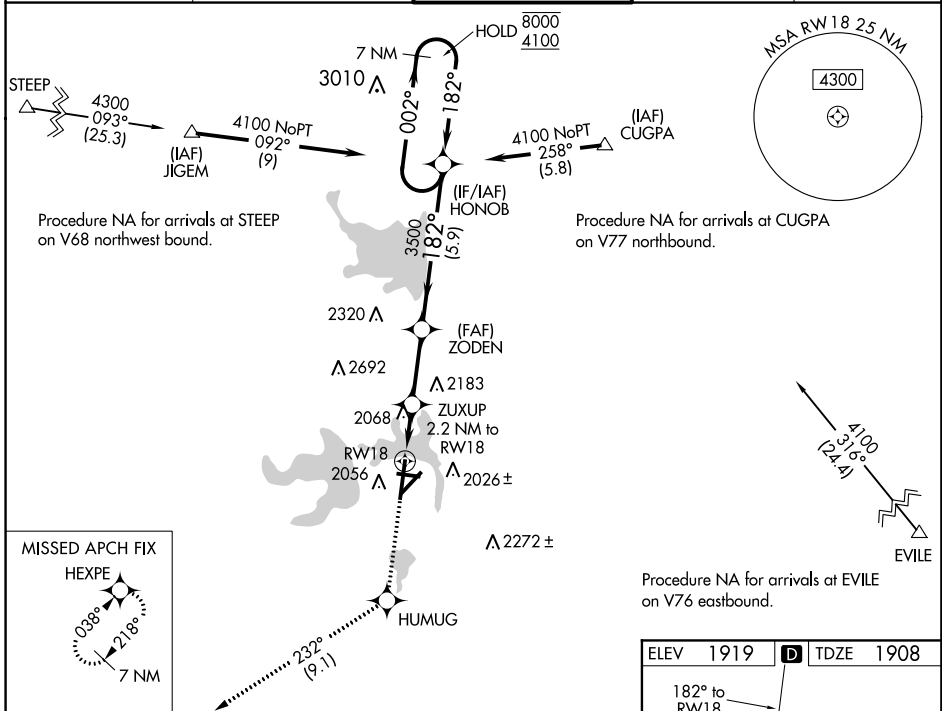 HOLD 8000
4100
7 NM
MSA RW 18 25 NM
4300
3010
STEEP
4300
093°
(25.3)
002°
182°
4100 NoPT
092°
(9)
(IAF)
JIGEM
4100 NoPT
258°
(5.8)
(IAF)
CUGPA
(IF/IAF)
HONOB
Procedure NA for arrivals at STEEP
on V68 northwest bound.
Procedure NA for arrivals at CUGPA
on V77 northbound.
3500
182°
(5.9)
2320
(FAF)
ZODEN
2692
2183
2068
ZUXUP
2.2 NM to
RW18
RW18
2056
2026 ±
4100
316°
(24.4)
EVILE
2272 ±
Procedure NA for arrivals at EVILE
on V76 eastbound.
MISSED APCH FIX
HEXPE
038°
218°
7 NM
HUMUG
232°
(9.1)
ELEV 1919 D TDZE 1908
182° to
RW18